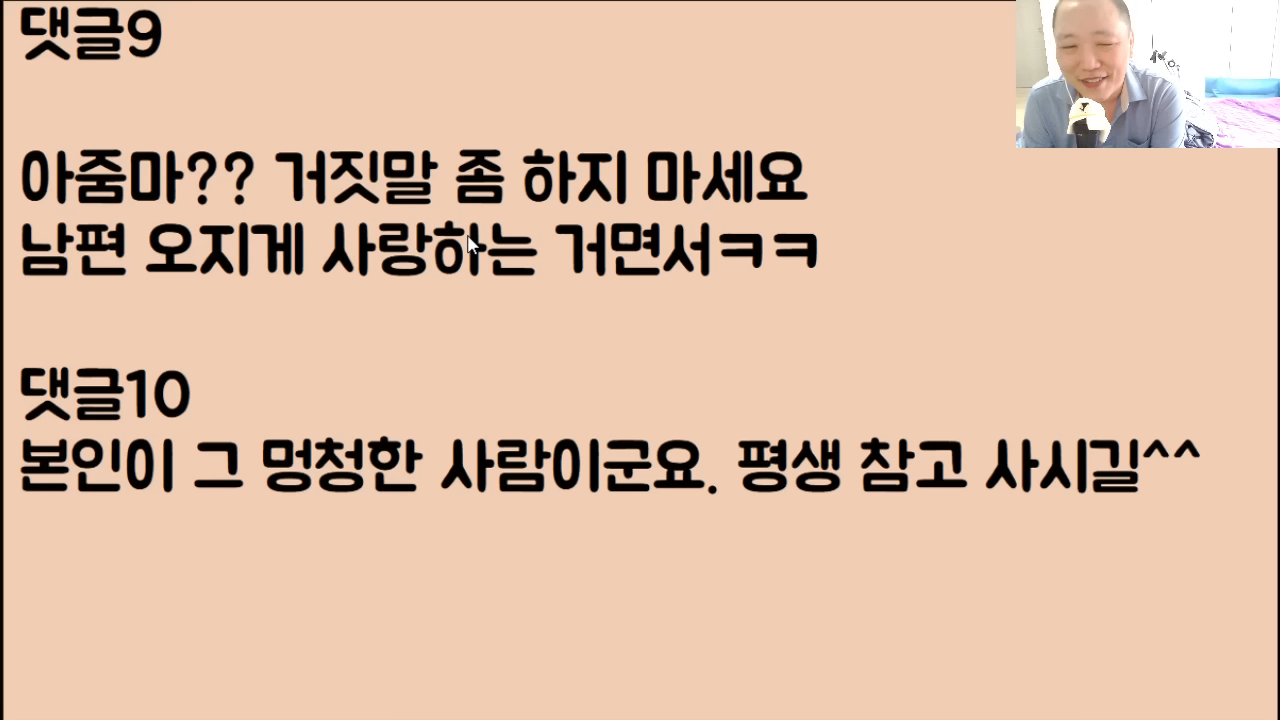 댓글9
아줌마?? 거짓말 좀 하지 마세요
남편 오지게 사랑하는 거면서ㅋㅋ
댓글10
본인이 그 멍청한 사람이군요. 평생 참고 사시길^^